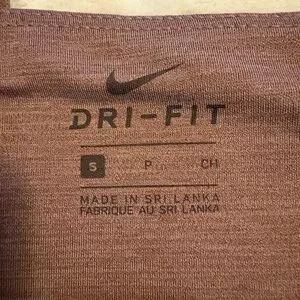 DRI-FIT
S P CH
MADE IN SRI LANKA
FABRIQUE AU SRI LANKA